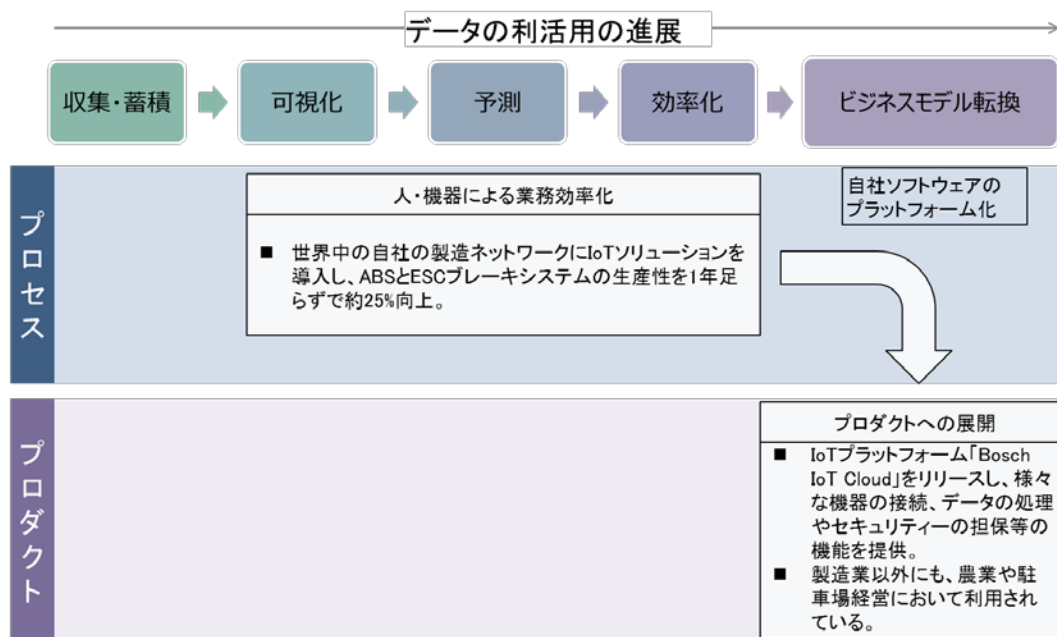 データの利活用の進展
収集・蓄積
可視化
予測
効率化
ビジネスモデル転換
プロセス
人・機器による業務効率化
■ 世界中の自社の製造ネットワークにIoTソリューションを
導入し、ABSとESCブレーキシステムの生産性を1年足
らずで約25%向上。
自社ソフトウェアの
プラットフォーム化
プロダクト
プロダクトへの展開
■ IoTプラットフォーム「Bosch
IoT Cloud」をリリースし、様々
な機器の接続、データの処理
やセキュリティーの担保等の
機能を提供。
■ 製造業以外にも、農業や駐
車場経営において利用され
ている。